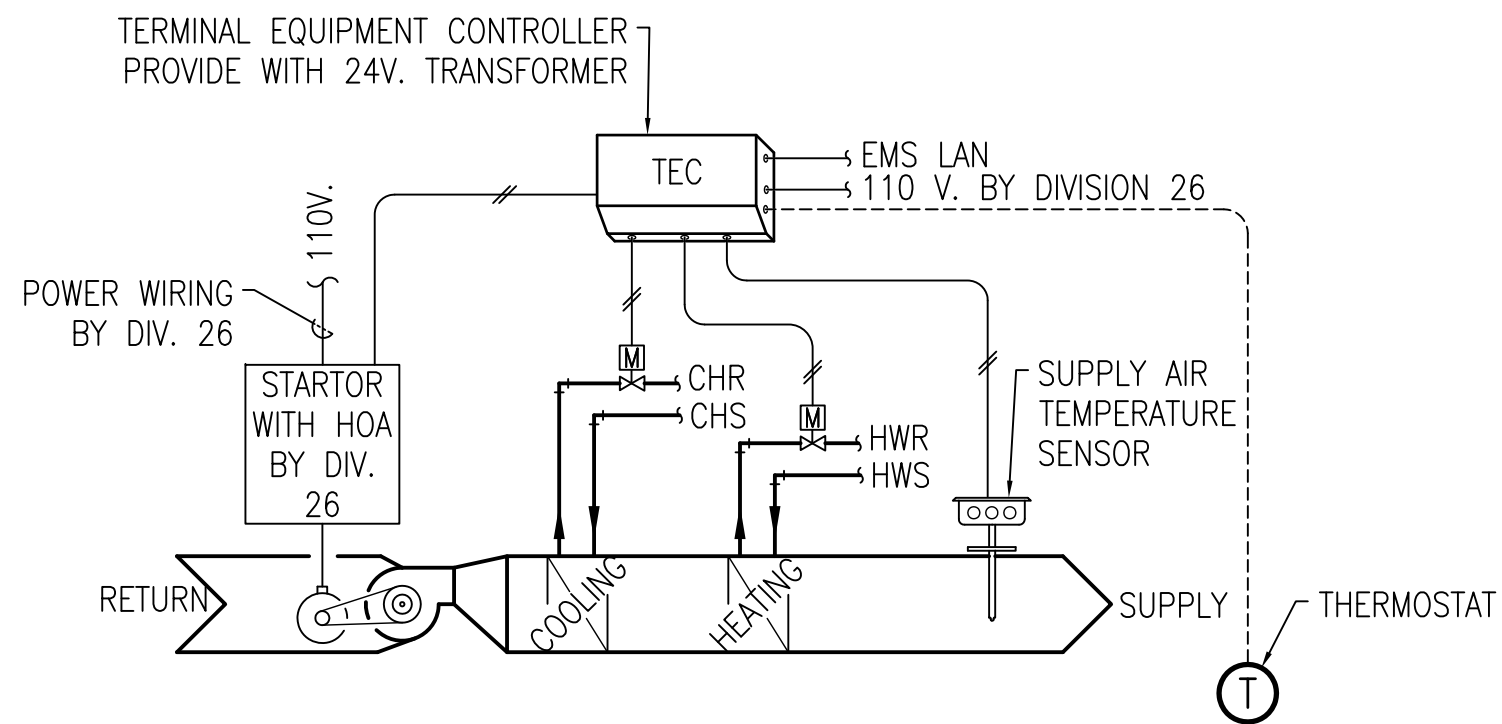 TERMINAL EQUIPMENT CONTROLLER
PROVIDE WITH 24V. TRANSFORMER
TEC
EMS LAN
110 V. BY DIVISION 26
110V.
POWER WIRING
BY DIV. 26
STARTOR
WITH HOA
BY DIV.
26
M
CHR
CHS
M
HWR
HWS
SUPPLY AIR
TEMPERATURE
SENSOR
RETURN
COOLING
HEATING
SUPPLY
THERMOSTAT
T